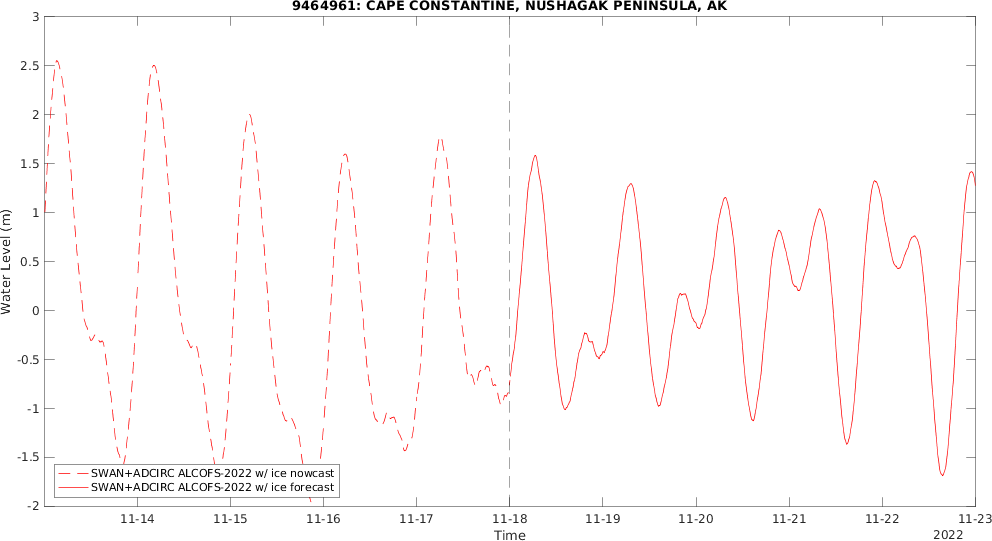 9464961: CAPE CONSTANTINE, NUSHAGAK PENINSULA, AK
3
2.5
2
1.5
1
0.5
0
-0.5
-1
-1.5
-2
Water Level (m)
SWAN+ADCIRC ALCOFS-2022 w/ ice nowcast
SWAN+ADCIRC ALCOFS-2022 w/ ice forecast
11-14 11-15 11-16 11-17 11-18 11-19 11-20 11-21 11-22 11-23
Time
2022